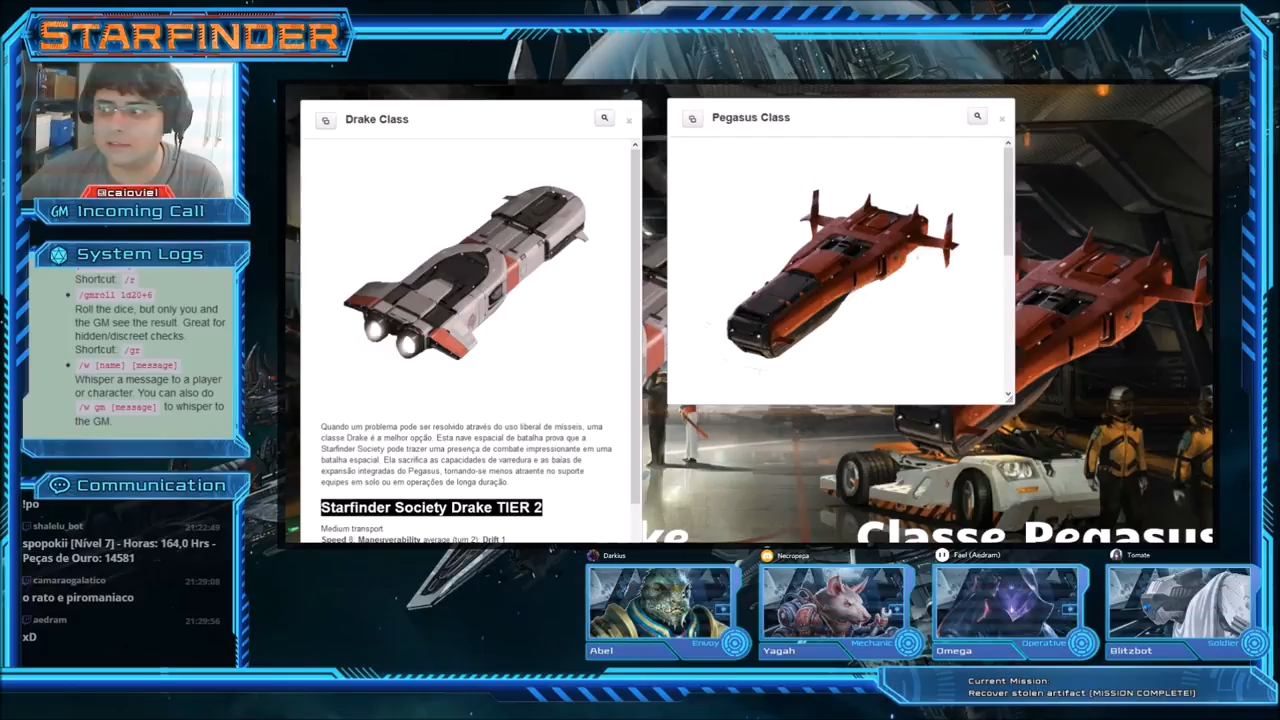 STARFINDER
@caioviel
GM Incoming Call
System Logs
Shortcut: /r
/gmroll 1d20+6
Roll the dice, but only you and
the GM see the result. Great for
hidden/discreet checks.
Shortcut: /gr
/w [name] [message]
Whisper a message to a player
or character. You can also do
/w gm [message] to whisper to
the GM.
Communication
!po
shalelu_bot 21:22:49
spopokii [Nível 7] - Horas: 164,0 Hrs -
Peças de Ouro: 14581
camaraogalatico 21:29:08
o rato e piromaniaco
aedram 21:29:56
xD
Drake Class
Quando um problema pode ser resolvido através do uso liberal de mísseis, uma
classe Drake é a melhor opção. Esta nave espacial de batalha prova que a
Starfinder Society pode trazer uma presença de combate impressionante em uma
batalha espacial. Ela sacrifica as capacidades de varredura e as baías de
expansão integradas do Pegasus, tornando-se menos atraente no suporte
equipes em solo ou em operações de longa duração.
Starfinder Society Drake TIER 2
Medium transport
Speed 8, Maneuverability average (turn 2); Drift 1
Pegasus Class
Classe Pegasus
Darkius
Abel
Envoy
Necropepa
Yagah
Mechanic
Fael (Aedram)
Omega
Operative
Tomate
Blitzbot
Soldier
Current Mission:
Recover stolen artifact (MISSION COMPLETE!)